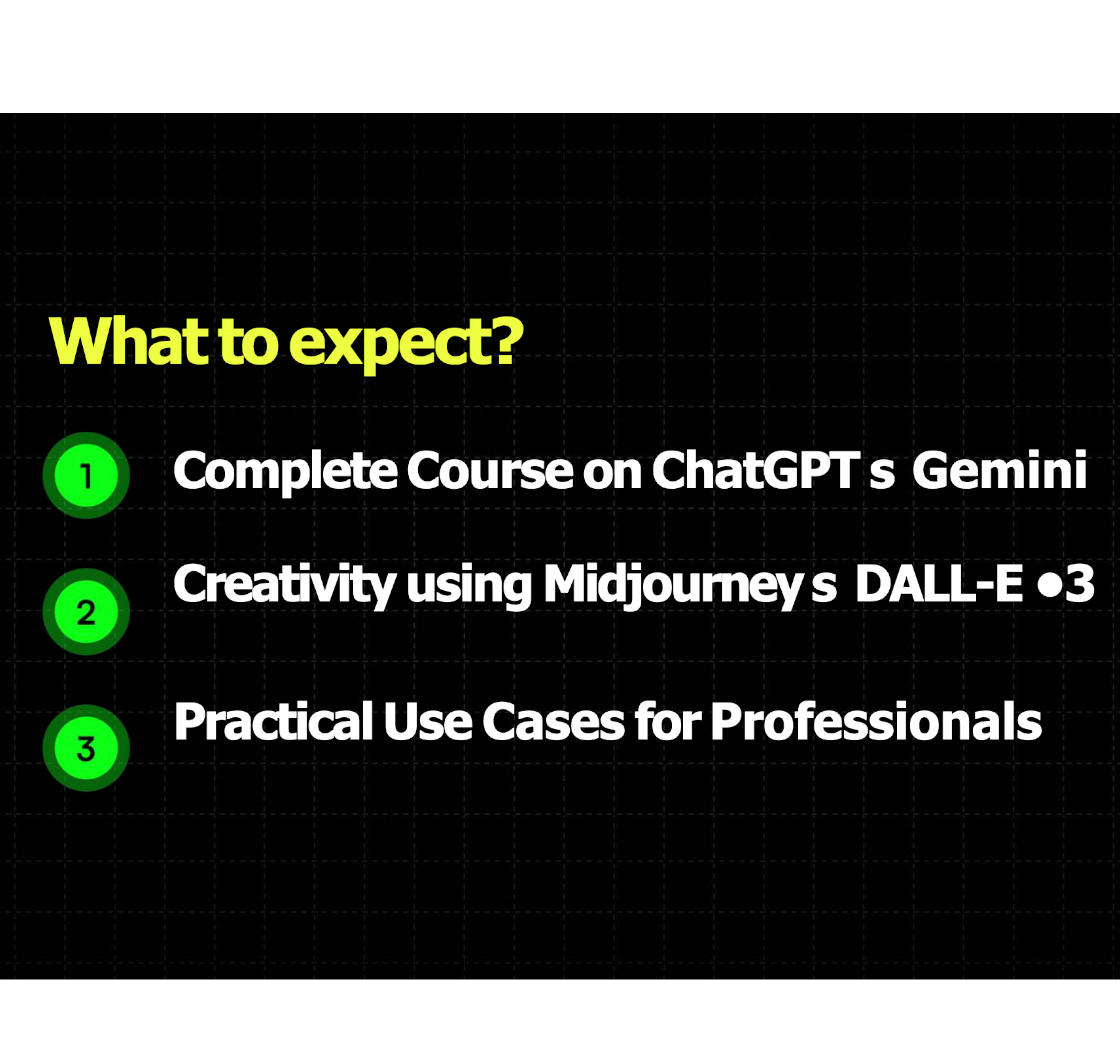 What to expect?
1 Complete Course on ChatGPT s Gemini
2 Creativity using Midjourney s DALL-E •3
3 Practical Use Cases for Professionals